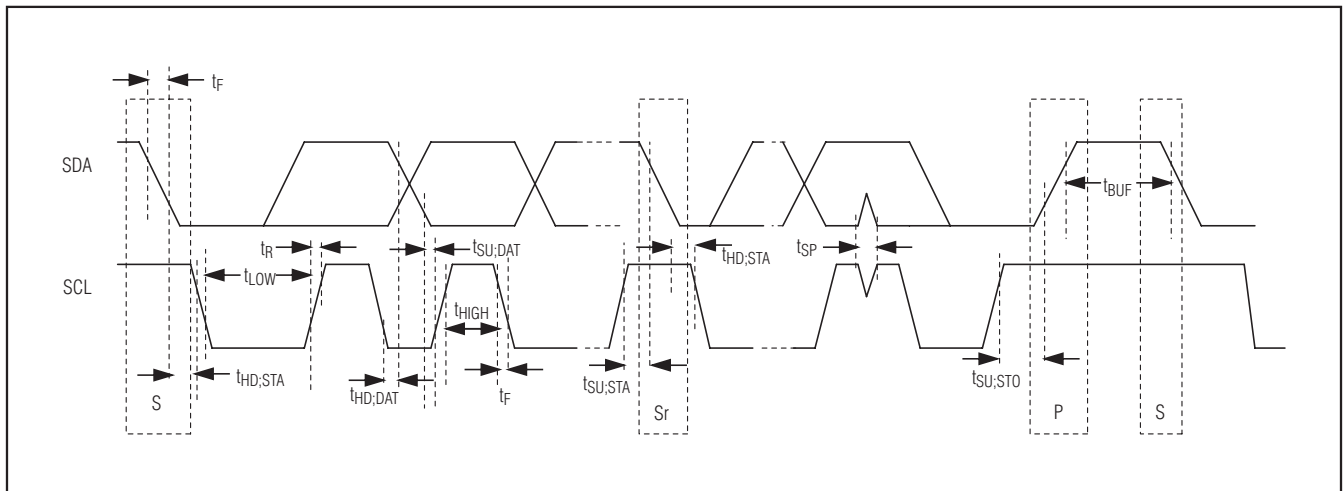 tF
SDA
tBUF
tR
tSU;DAT
tHD;STA
tSP
SCL
tLOW
tHIGH
tHD;STA
tHD;DAT
tF
tSU;STA
tSU;STO
S
Sr
P
S